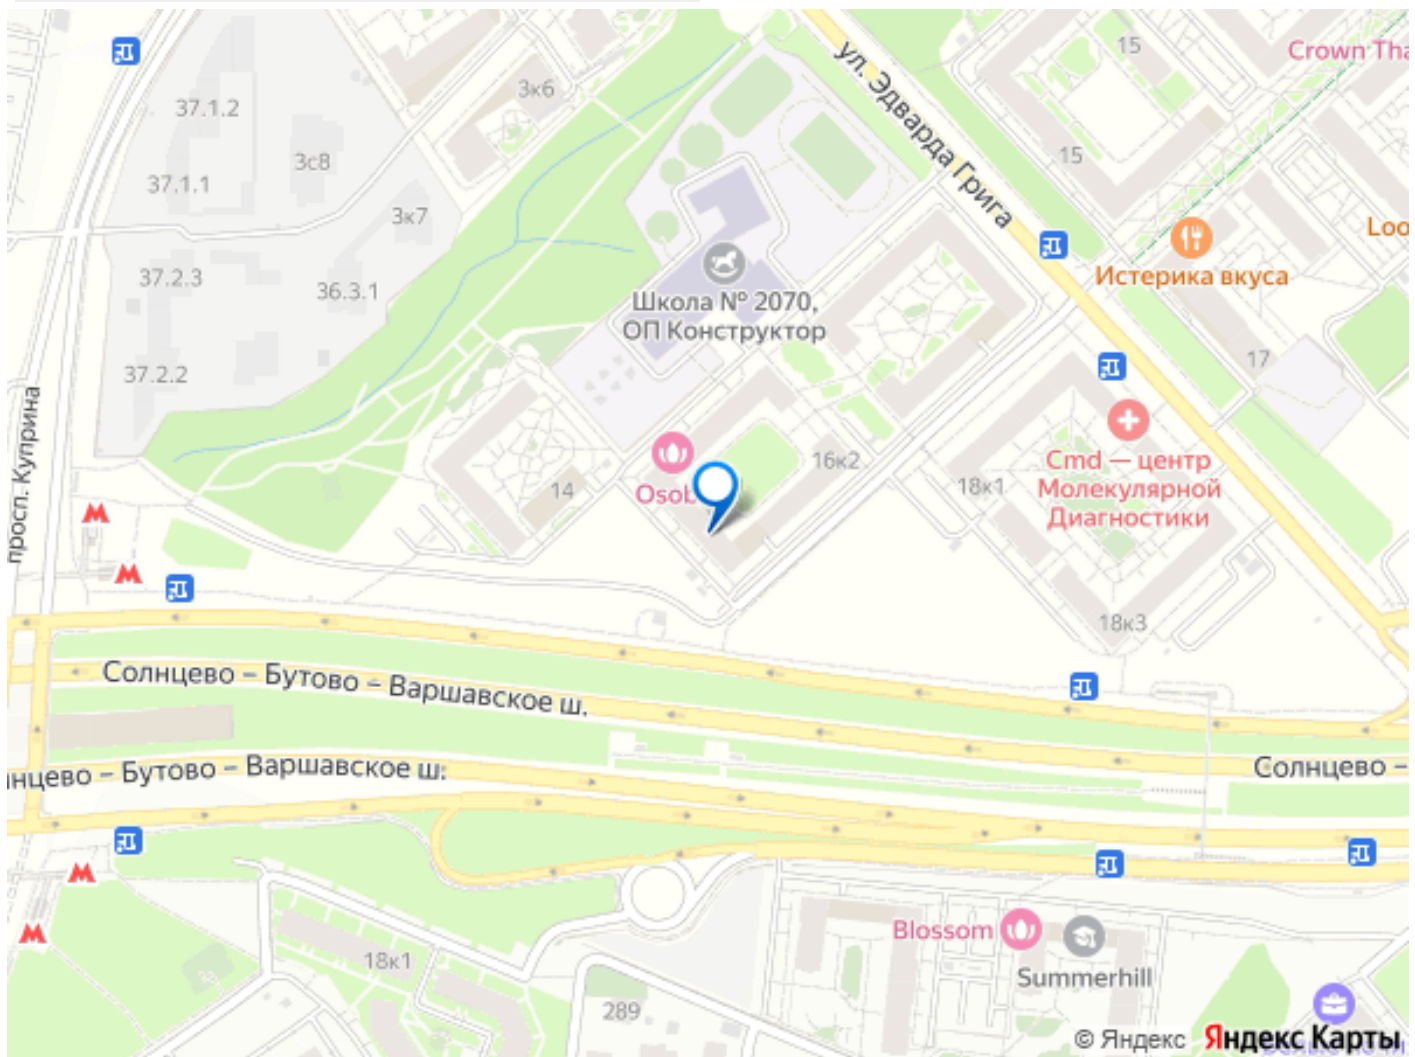 37.1.2
3к6
15
Crown Tha
ул. Эдварда Грига
3с8
15
37.1.1
3к7
Loo
37.2.3
36.3.1
Истерика вкуса
Школа № 2070,
ОП Конструктор
37.2.2
17
просп. Куприна
16к2
Cmd — центр
Молекулярной
Диагностики
14
Osob
18к1
18к3
Солнцево – Бутово – Варшавское ш.
нцево – Бутово – Варшавское ш.
Солнцево –
Blossom
18к1
Summerhill
289
© Яндекс Яндекс Карты